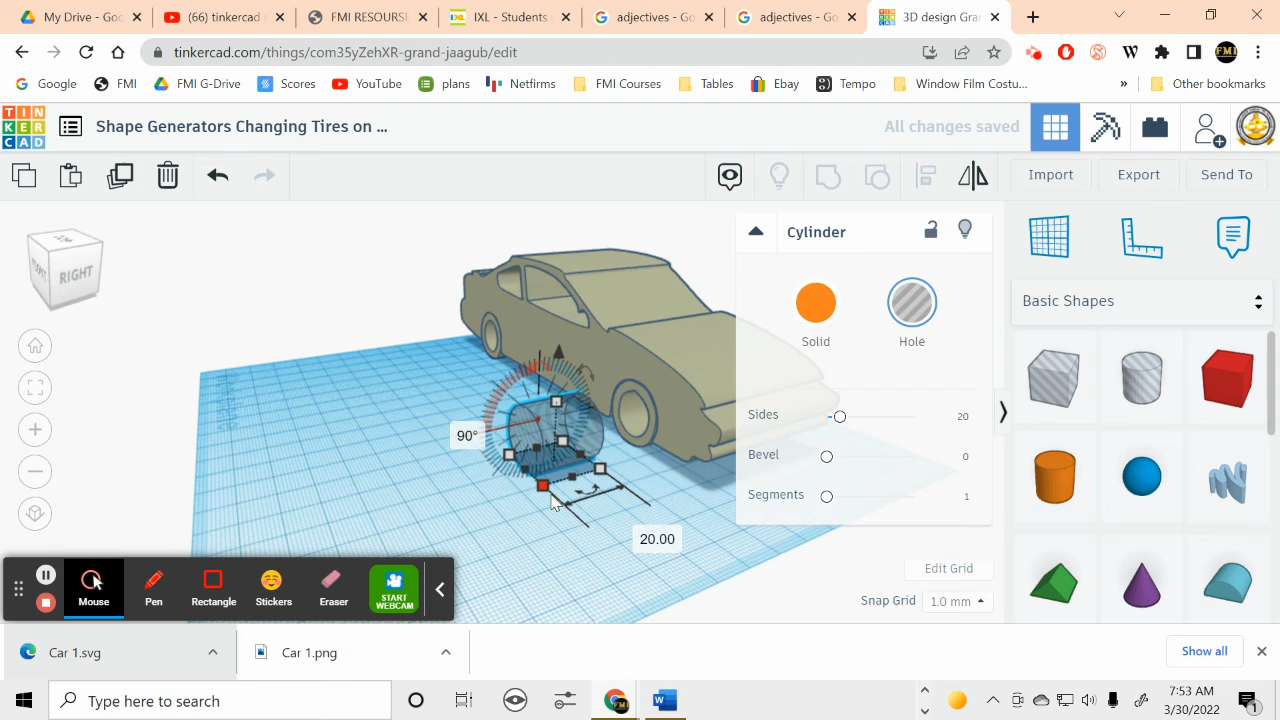 My Drive - Goo
(66) tinkercad c
FMI RESOURSE
IXL - Students
adjectives - Go
adjectives - Go
3D design Gra
tinkercad.com/things/com35yZehXR-grand-jaagub/edit
Google
FMI
FMI G-Drive
Scores
YouTube
plans
Netfirms
FMI Courses
Tables
Ebay
Tempo
Window Film Costu...
»
Other bookmarks
TIN
KER
CAD
Shape Generators Changing Tires on ...
All changes saved
Import
Export
Send To
RIGHT
Cylinder
Solid
Hole
Sides
20
Bevel
0
Segments
1
Basic Shapes
90°
20.00
Edit Grid
Snap Grid
1.0 mm
Mouse
Pen
Rectangle
Stickers
Eraser
START
WEBCAM
Car 1.svg
Car 1.png
Show all
Type here to search
7:53 AM
3/30/2022
1